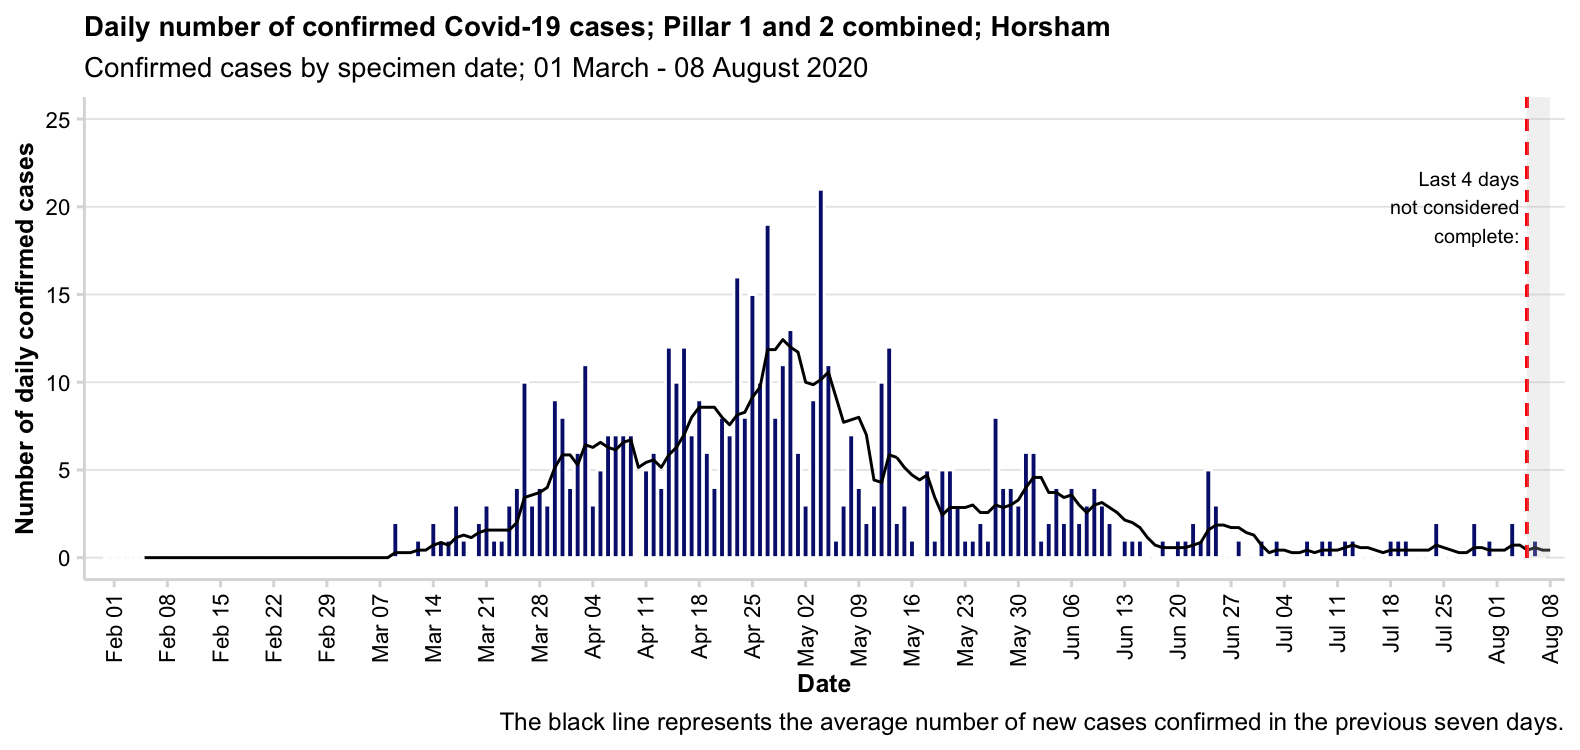 Daily number of confirmed Covid-19 cases; Pillar 1 and 2 combined; Horsham
Confirmed cases by specimen date; 01 March - 08 August 2020
Number of daily confirmed cases
25
20
15
10
5
0
Last 4 days
not considered
complete:
Feb 01
Feb 08
Feb 15
Feb 22
Feb 29
Mar 07
Mar 14
Mar 21
Mar 28
Apr 04
Apr 11
Apr 18
Apr 25
May 02
May 09
May 16
May 23
May 30
Jun 06
Jun 13
Jun 20
Jun 27
Jul 04
Jul 11
Jul 18
Jul 25
Aug 01
Aug 08
Date
The black line represents the average number of new cases confirmed in the previous seven days.